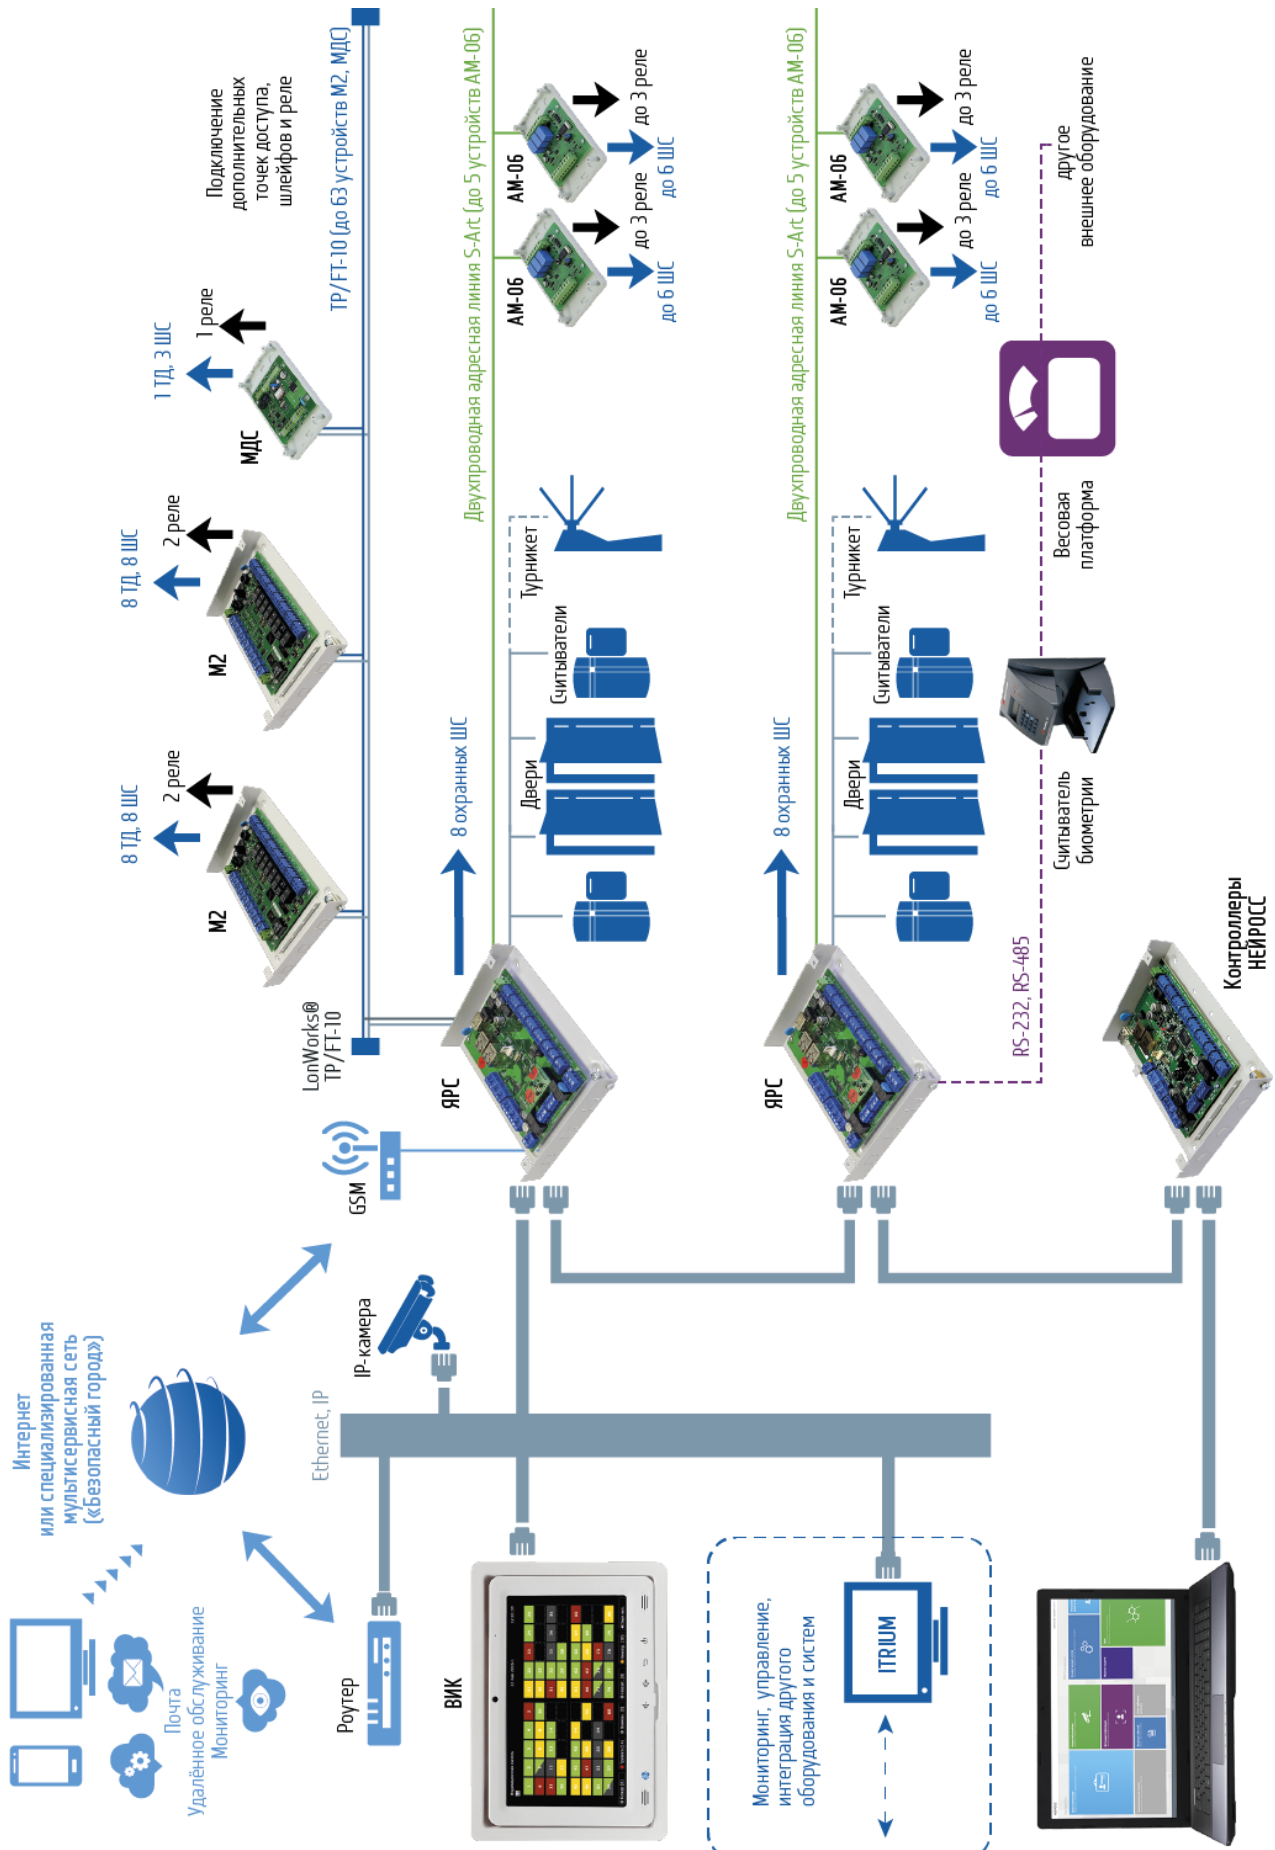 Интернет
или специализированная
мультисервисная сеть
(«Безопасный город»)
Почта
Удалённое обслуживание
Мониторинг
Роутер
Ethernet, IP
IP-камера
GSM
LonWorks®
TP/FT-10
8 ТД, 8 ШС
2 реле
М2
8 ТД, 8 ШС
2 реле
М2
1 ТД, 3 ШС
1 реле
МДС
Подключение
дополнительных
точек доступа,
шлейфов и реле
TP/FT-10 (до 63 устройств М2, МДС)
ВИК
ЯРС
8 охранных ШС
Двери
Считыватели
Турникет
Двухпроводная адресная линия S-Art (до 5 устройств АМ-06)
АМ-06
до 6 ШС
до 3 реле
АМ-06
до 6 ШС
до 3 реле
Мониторинг, управление,
интеграция другого
оборудования и систем
ITRIUM
ЯРС
8 охранных ШС
Двери
Считыватели
Турникет
Двухпроводная адресная линия S-Art (до 5 устройств АМ-06)
АМ-06
до 6 ШС
до 3 реле
АМ-06
до 6 ШС
до 3 реле
RS-232, RS-485
Считыватель
биометрии
Весовая
платформа
другое
внешнее оборудование
Контроллеры
НЕЙРОСС